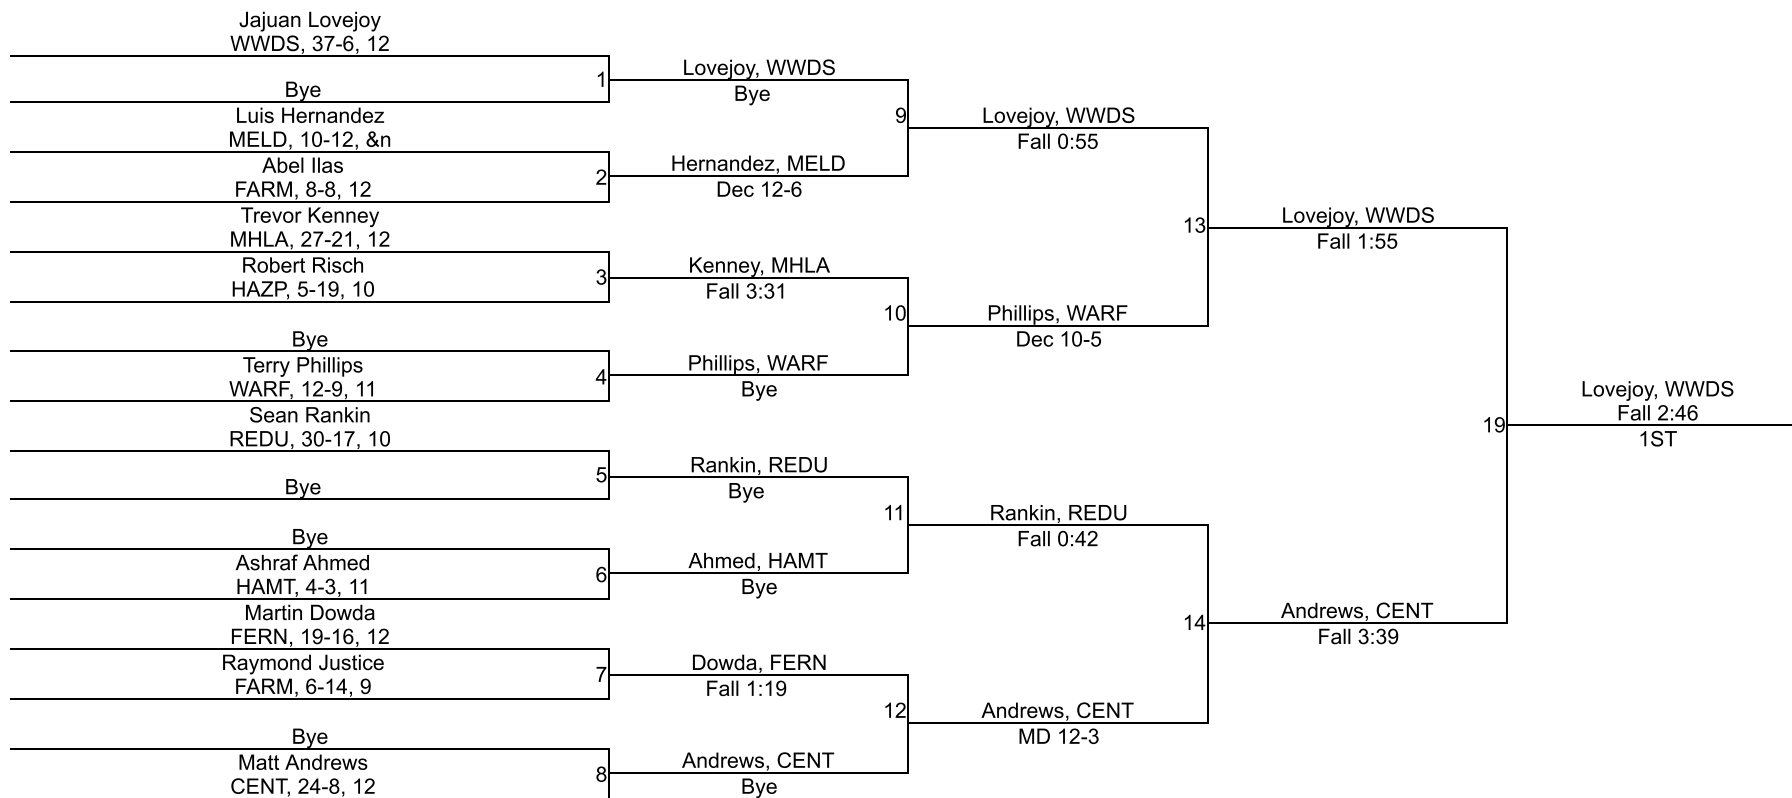 Jajuan Lovejoy
WWDS, 37-6, 12
Bye
1
Luis Hernandez
MELD, 10-12, &n
Abel Ilas
FARM, 8-8, 12
2
Trevor Kenney
MHLA, 27-21, 12
Robert Risch
HAZP, 5-19, 10
3
Bye
Terry Phillips
WARF, 12-9, 11
4
Sean Rankin
REDU, 30-17, 10
Bye
5
Bye
Ashraf Ahmed
HAMT, 4-3, 11
6
Martin Dowda
FERN, 19-16, 12
Raymond Justice
FARM, 6-14, 9
7
Bye
Matt Andrews
CENT, 24-8, 12
8
Lovejoy, WWDS
Bye
9
Hernandez, MELD
Dec 12-6
Kenney, MHLA
Fall 3:31
10
Phillips, WARF
Bye
Rankin, REDU
Bye
11
Ahmed, HAMT
Bye
Dowda, FERN
Fall 1:19
12
Andrews, CENT
Bye
Lovejoy, WWDS
Fall 0:55
13
Phillips, WARF
Dec 10-5
Rankin, REDU
Fall 0:42
14
Andrews, CENT
MD 12-3
Lovejoy, WWDS
Fall 1:55
19
Andrews, CENT
Fall 3:39
Lovejoy, WWDS
Fall 2:46
1ST